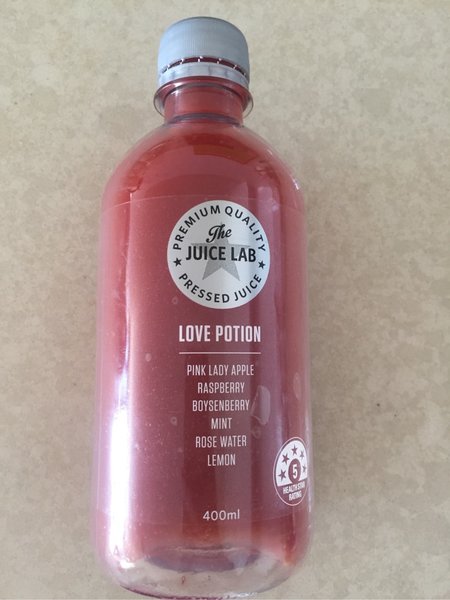 PREMIUM QUALITY
The
JUICE LAB
PRESSED JUICE
LOVE POTION
PINK LADY APPLE
RASPBERRY
BOYSENBERRY
MINT
ROSE WATER
LEMON
5
HEALTH STAR
RATING
400ml